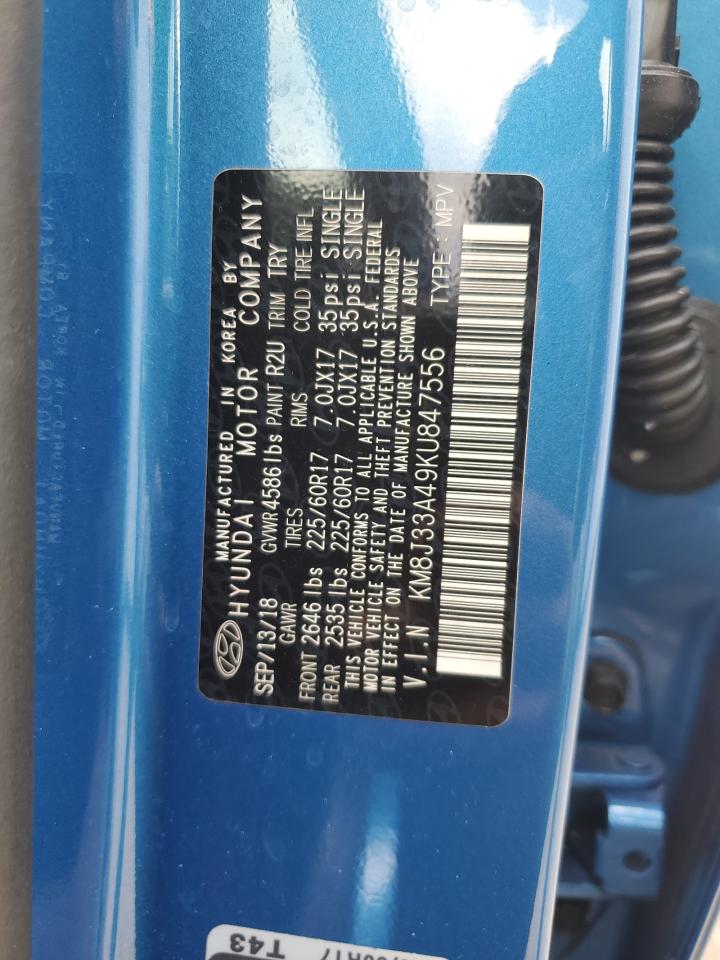 MANUFACTURED IN KOREA BY
HYUNDAI MOTOR COMPANY
SEP/13/18 GVWR 4586 lbs PAINT R2U TRIM TRY
GAWR TIRES RIMS COLD TIRE INFL
FRONT 2646 lbs 225/60R17 7.0JX17 35psi SINGLE
REAR 2535 lbs 225/60R17 7.0JX17 35psi SINGLE
THIS VEHICLE CONFORMS TO ALL APPLICABLE U.S.A. FEDERAL
MOTOR VEHICLE SAFETY AND THEFT PREVENTION STANDARDS
IN EFFECT ON THE DATE OF MANUFACTURE SHOWN ABOVE
V.I.N KM8J33A49KU847556 TYPE : MPV
T43